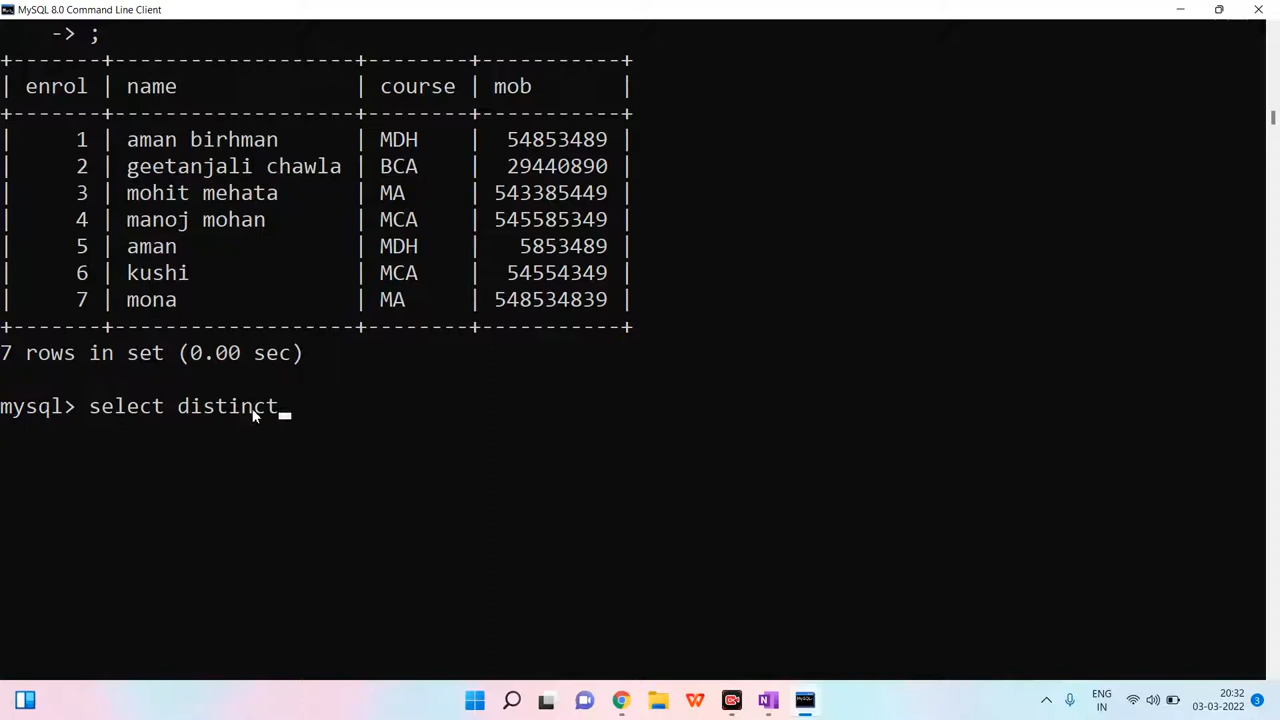 MySQL 8.0 Command Line Client
-> ;
+-------+--------------------+---------+-----------+
| enrol | name               | course | mob       |
+-------+--------------------+---------+-----------+
|     1 | aman birhman       | MDH    |  54853489 |
|     2 | geetanjali chawla | BCA    |  29440890 |
|     3 | mohit mehata       | MA     | 543385449 |
|     4 | manoj mohan        | MCA    | 545585349 |
|     5 | aman               | MDH    |   5853489 |
|     6 | kushi              | MCA    |  54554349 |
|     7 | mona               | MA     | 548534839 |
+-------+--------------------+---------+-----------+
7 rows in set (0.00 sec)
mysql> select distinct_
ENG
IN
20:32
03-03-2022
3